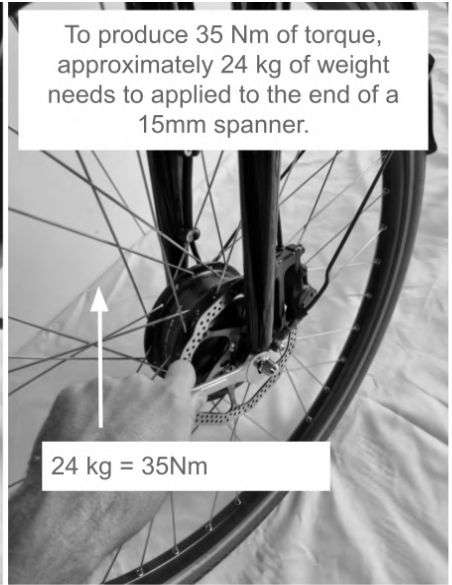 To produce 35 Nm of torque,
approximately 24 kg of weight
needs to applied to the end of a
15mm spanner.
24 kg = 35Nm